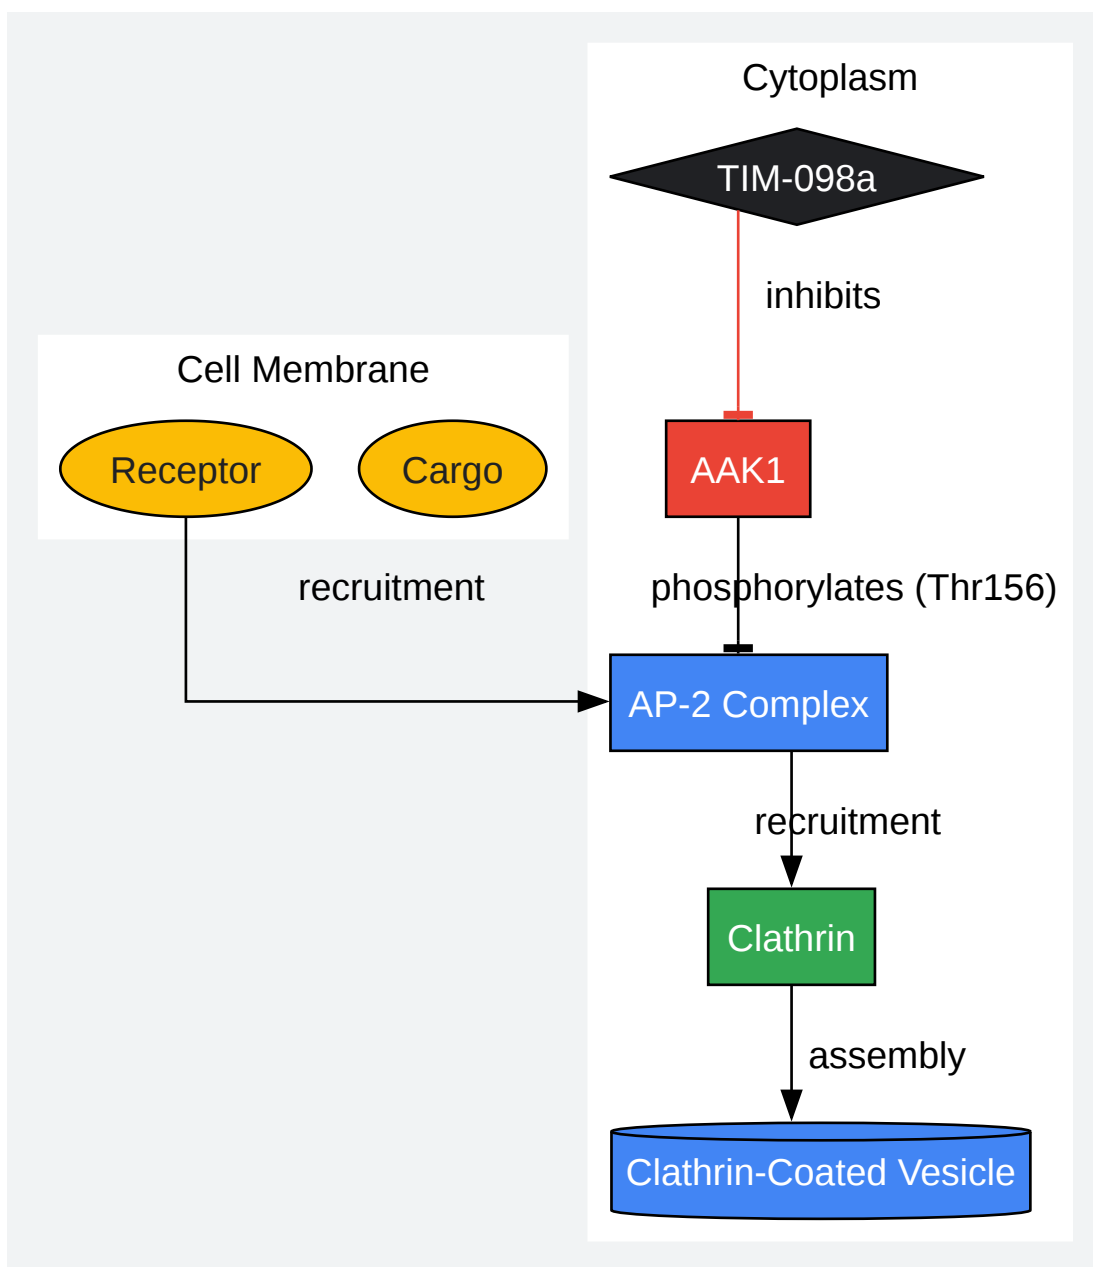 Cytoplasm
TIM-098a
inhibits
Cell Membrane
Receptor
Cargo
AAK1
recruitment
phosphorylates (Thr156)
AP-2 Complex
recruitment
Clathrin
assembly
Clathrin-Coated Vesicle